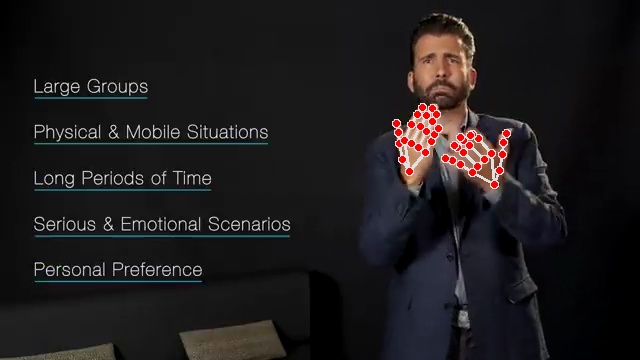 Large Groups
Physical & Mobile Situations
Long Periods of Time
Serious & Emotional Scenarios
Personal Preference